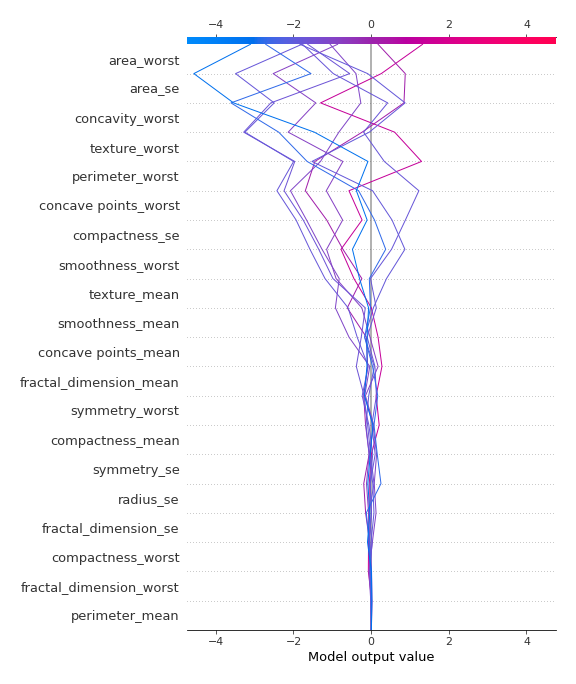 −4 −2 0 2 4
area_worst
area_se
concavity_worst
texture_worst
perimeter_worst
concave points_worst
compactness_se
smoothness_worst
texture_mean
smoothness_mean
concave points_mean
fractal_dimension_mean
symmetry_worst
compactness_mean
symmetry_se
radius_se
fractal_dimension_se
compactness_worst
fractal_dimension_worst
perimeter_mean
−4 −2 0 2 4
Model output value